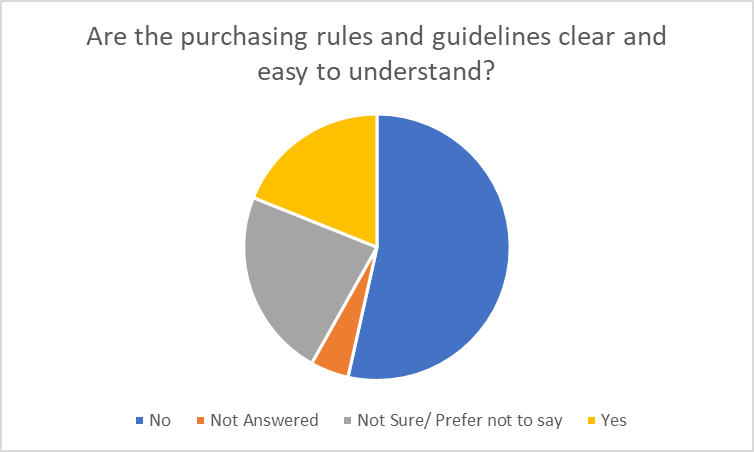 Are the purchasing rules and guidelines clear and
easy to understand?
No Not Answered Not Sure/ Prefer not to say Yes